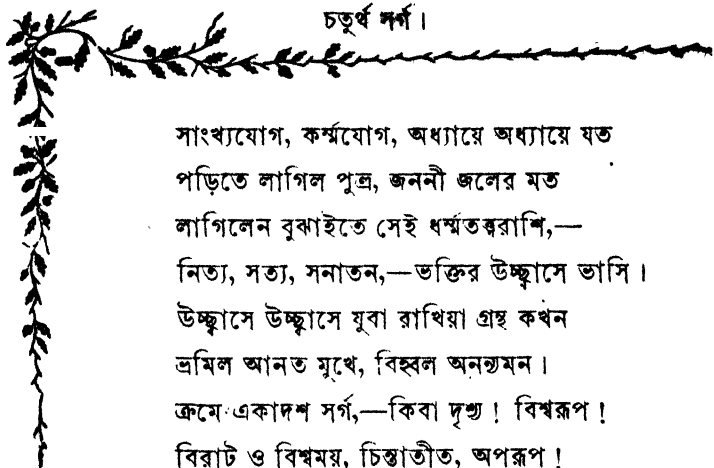 চতুর্থ সর্গ।
সাংখ্যযোগ, কর্ম্মযোগ, অধ্যায়ে অধ্যায়ে যত
পড়িতে লাগিল পুত্র, জননী জলের মত
লাগিলেন বুঝাইতে সেই ধর্ম্মতত্ত্বরাশি,—
নিত্য, সত্য, সনাতন,—ভক্তির উচ্ছ্বাসে ভাসি।
উচ্ছ্বাসে উচ্ছ্বাসে যুবা রাখিয়া গ্রন্থ কখন
ভ্রমিল আনত মুখে, বিহ্বল অনন্যমন।
ক্রমে একাদশ সর্গ,—কিবা দৃশ্য! বিশ্বরূপ!
বিরাট ও বিশ্বময়, চিন্তাতীত, অপরূপ!